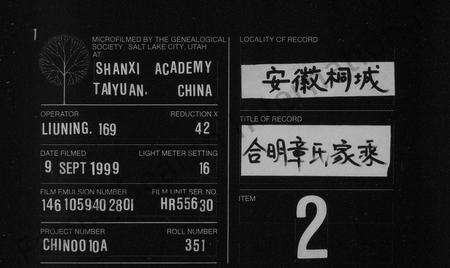 1
MICROFILMED BY THE GENEALOGICAL
SOCIETY, SALT LAKE CITY, UTAH
AT
SHANXI ACADEMY
TAIYUAN. CHINA
OPERATOR
REDUCTION X
LIUNING. 169
42
DATE FILMED
LIGHT METER SETTING
9 SEPT 1999
16
FILM EMULSION NUMBER
FILM UNIT SER. NO.
146 105940 2801
HR55630
PROJECT NUMBER
ROLL NUMBER
CHIN0010A
351
LOCALITY OF RECORD
安徽桐城
TITLE OF RECORD
合明章氏家乘
ITEM
2